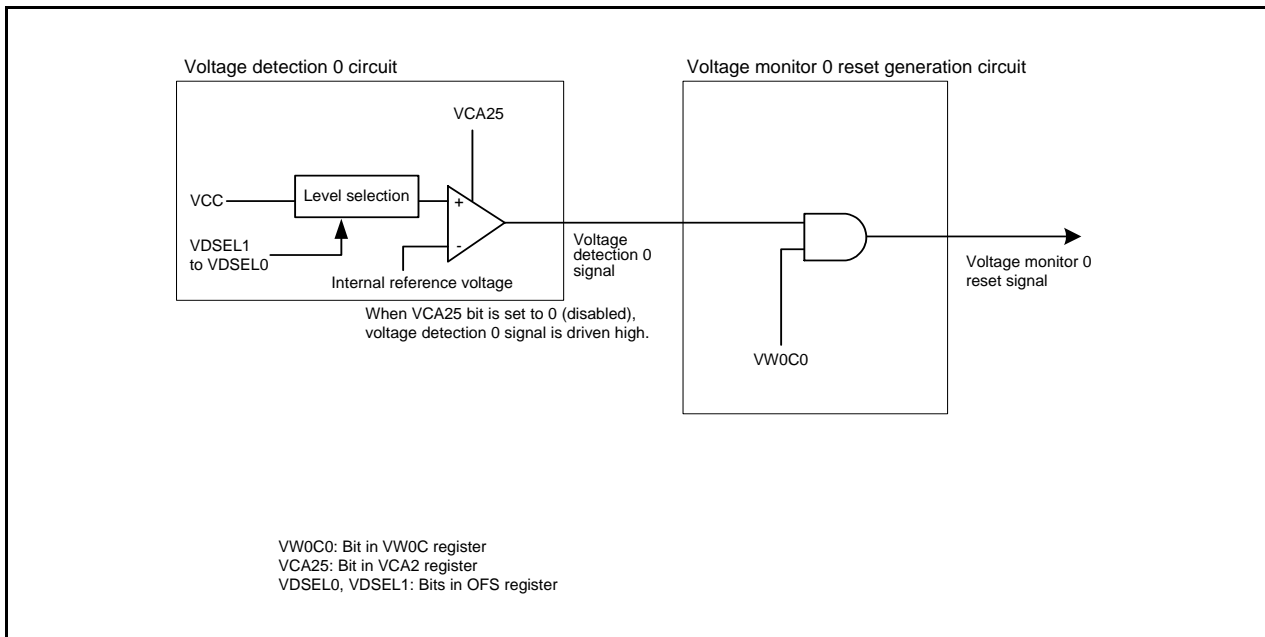 Voltage detection 0 circuit
Voltage monitor 0 reset generation circuit
VCA25
VCC
Level selection
+
-
VDSEL1
to VDSEL0
Internal reference voltage
Voltage
detection 0
signal
Voltage monitor 0
reset signal
When VCA25 bit is set to 0 (disabled),
voltage detection 0 signal is driven high.
VW0C0
VW0C0: Bit in VW0C register
VCA25: Bit in VCA2 register
VDSEL0, VDSEL1: Bits in OFS register